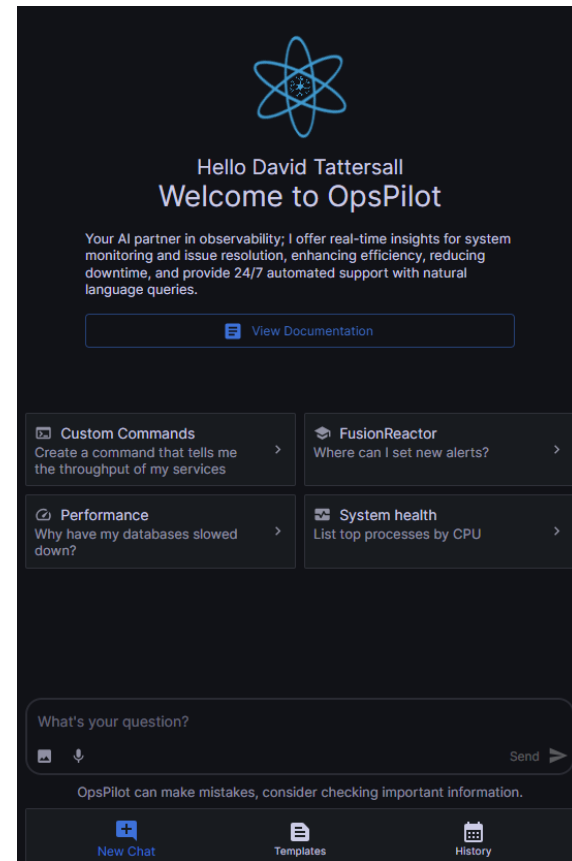 Hello David Tattersall
Welcome to OpsPilot
Your AI partner in observability; I offer real-time insights for system
monitoring and issue resolution, enhancing efficiency, reducing
downtime, and provide 24/7 automated support with natural
language queries.
View Documentation
Custom Commands
Create a command that tells me
the throughput of my services
FusionReactor
Where can I set new alerts?
Performance
Why have my databases slowed
down?
System health
List top processes by CPU
What's your question?
Send
OpsPilot can make mistakes, consider checking important information.
New Chat
Templates
History